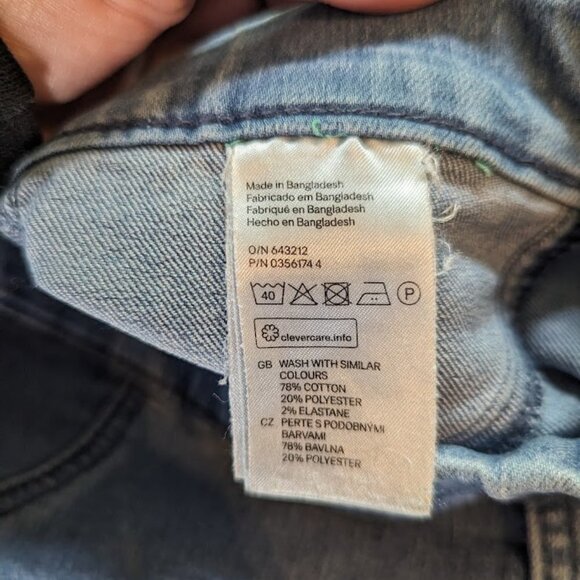 Made in Bangladesh
Fabricado em Bangladesh
Fabriqué en Bangladesh
Hecho en Bangladesh
O/N 643212
P/N 0356174 4
40 P
clevercare.info
GB WASH WITH SIMILAR
COLOURS
78% COTTON
20% POLYESTER
2% ELASTANE
CZ PERTE S PODOBNÝMI
BARVAMI
78% BAVLNA
20% POLYESTER